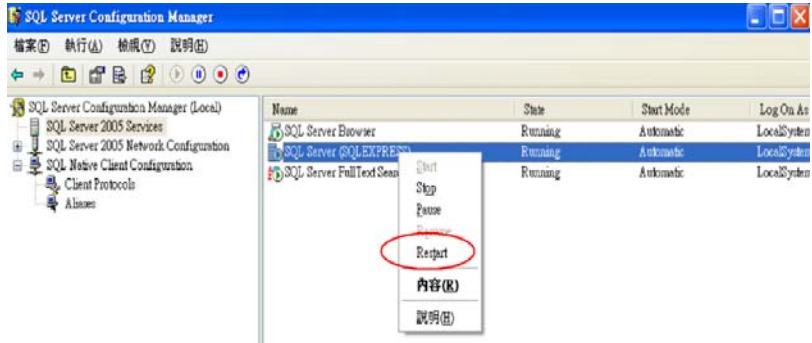 SQL Server Configuration Manager
檔案(F) 執行(A) 檢視(V) 說明(H)
SQL Server Configuration Manager (Local)
SQL Server 2005 Services
SQL Server 2005 Network Configuration
SQL Native Client Configuration
Client Protocols
Aliases
Name State Start Mode Log On As
SQL Server Browser Running Automatic LocalSystem
SQL Server (SQLEXPRESS) Running Automatic LocalSystem
SQL Server FullText Sear Running Automatic LocalSystem
Start
Stop
Pause
Resume
Restart
內容(R)
說明(H)